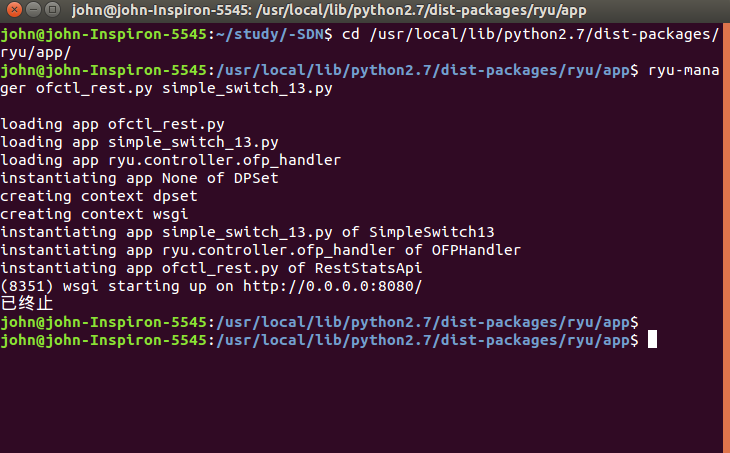 john@john-Inspiron-5545: /usr/local/lib/python2.7/dist-packages/ryu/app
john@john-Inspiron-5545:~/study/-SDN$ cd /usr/local/lib/python2.7/dist-packages/
ryu/app/
john@john-Inspiron-5545:/usr/local/lib/python2.7/dist-packages/ryu/app$ ryu-mana
ger ofctl_rest.py simple_switch_13.py
loading app ofctl_rest.py
loading app simple_switch_13.py
loading app ryu.controller.ofp_handler
instantiating app None of DPSet
creating context dpset
creating context wsgi
instantiating app simple_switch_13.py of SimpleSwitch13
instantiating app ryu.controller.ofp_handler of OFPHandler
instantiating app ofctl_rest.py of RestStatsApi
(8351) wsgi starting up on http://0.0.0.0:8080/
已终止
john@john-Inspiron-5545:/usr/local/lib/python2.7/dist-packages/ryu/app$
john@john-Inspiron-5545:/usr/local/lib/python2.7/dist-packages/ryu/app$